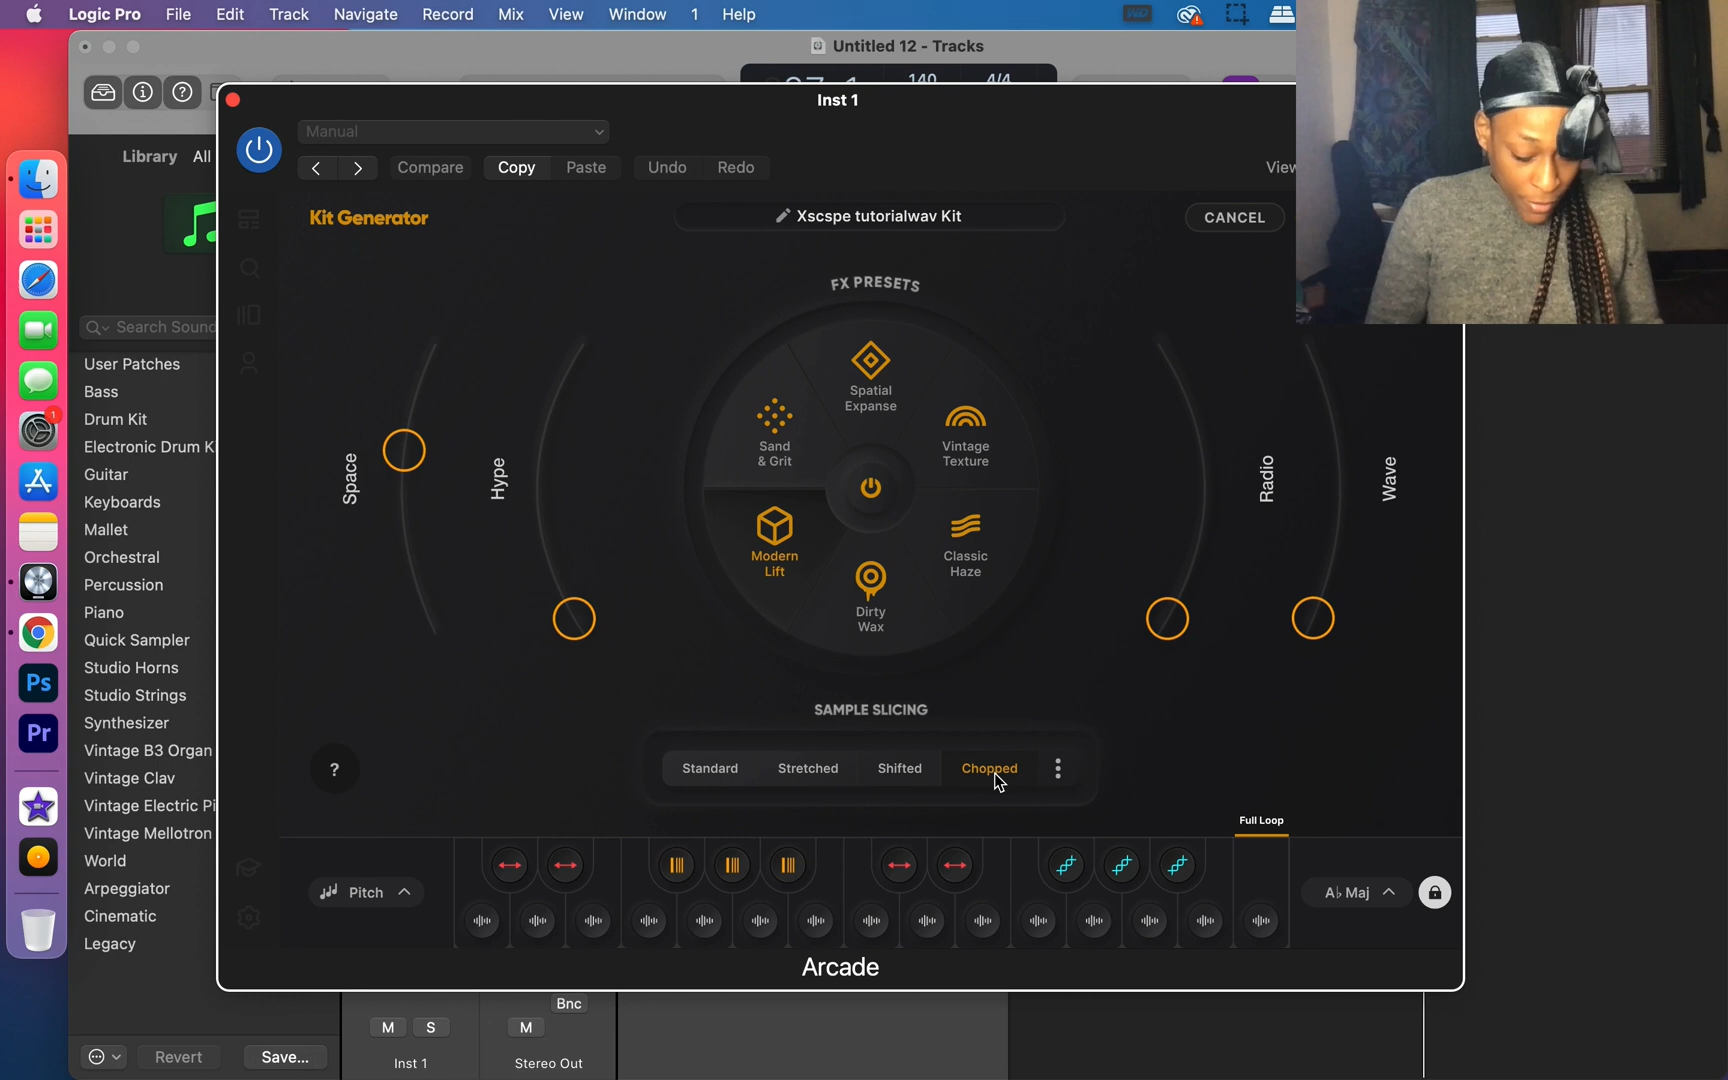 Logic Pro File Edit Track Navigate Record Mix View Window 1 Help
Untitled 12 - Tracks
140 4/4
Inst 1
Manual
Library All
Compare Copy Paste Undo Redo View
Kit Generator
Xscspe tutorialwav Kit
CANCEL
FX PRESETS
Search Sound
User Patches
Bass
Drum Kit
Electronic Drum Ki
Guitar
Keyboards
Mallet
Orchestral
Percussion
Piano
Quick Sampler
Studio Horns
Studio Strings
Synthesizer
Vintage B3 Organ
Vintage Clav
Vintage Electric Pi
Vintage Mellotron
World
Arpeggiator
Cinematic
Legacy
1
Ps
Pr
Space
Hype
Spatial
Expanse
Sand
& Grit
Vintage
Texture
Modern
Lift
Classic
Haze
Dirty
Wax
Radio
Wave
SAMPLE SLICING
?
Standard Stretched Shifted Chopped
Full Loop
Pitch
A♭ Maj
Arcade
Bnc
M S M
Inst 1 Stereo Out
Revert Save...